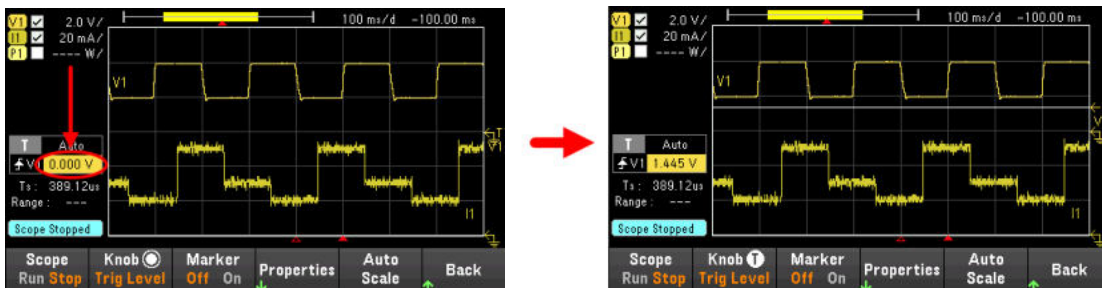 V1 2.0 V/ 100 ms/d -100.00 ms
I1 20 mA/
P1 ---- W/
V1
T Auto
V1 0.000 V
Ts: 389.12us
Range: ---
I1
Scope Stopped
Scope Knob Marker Properties Auto Back
Run Stop Trig Level Off On Scale
V1 2.0 V/ 100 ms/d -100.00 ms
I1 20 mA/
P1 ---- W/
V1
T Auto
V1 1.445 V
Ts: 389.12us
Range: ---
I1
Scope Stopped
Scope Knob T Marker Properties Auto Back
Run Stop Trig Level Off On Scale